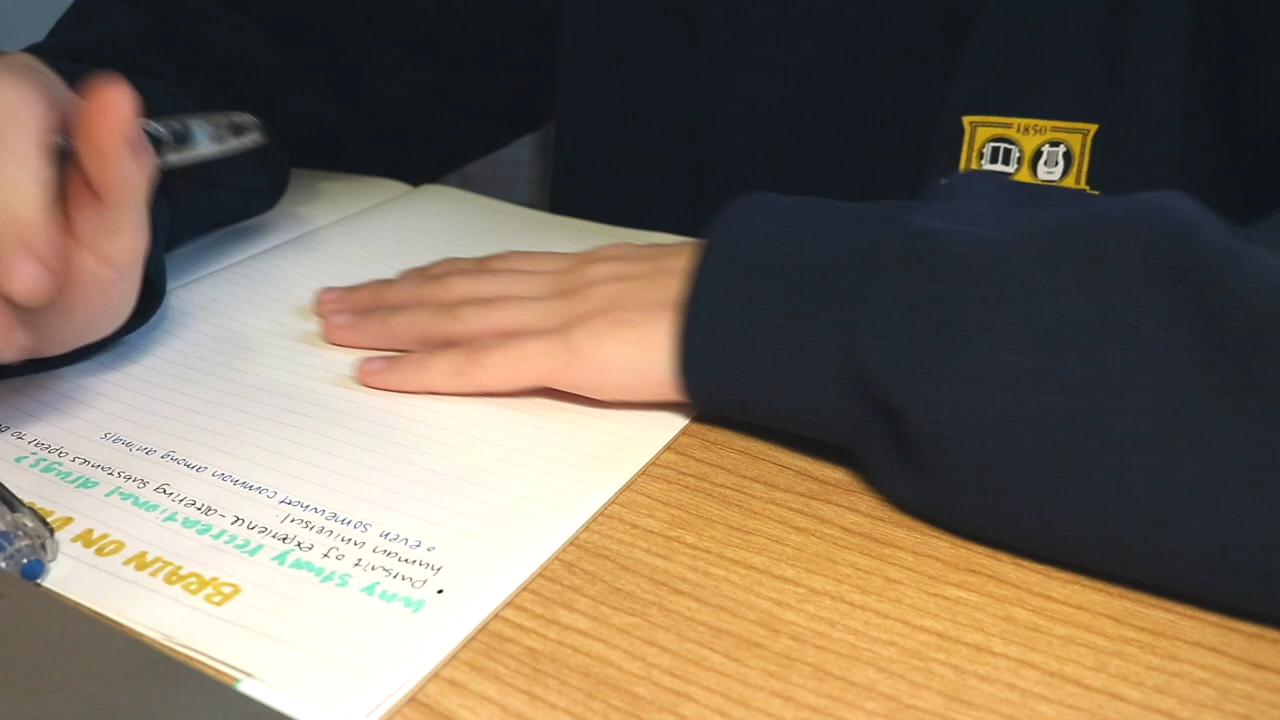 1850
BRAIN ON
why study recreational drugs?
• pursuit of experience-altering substances apear to
human universal
◦ even somewhat common among animals